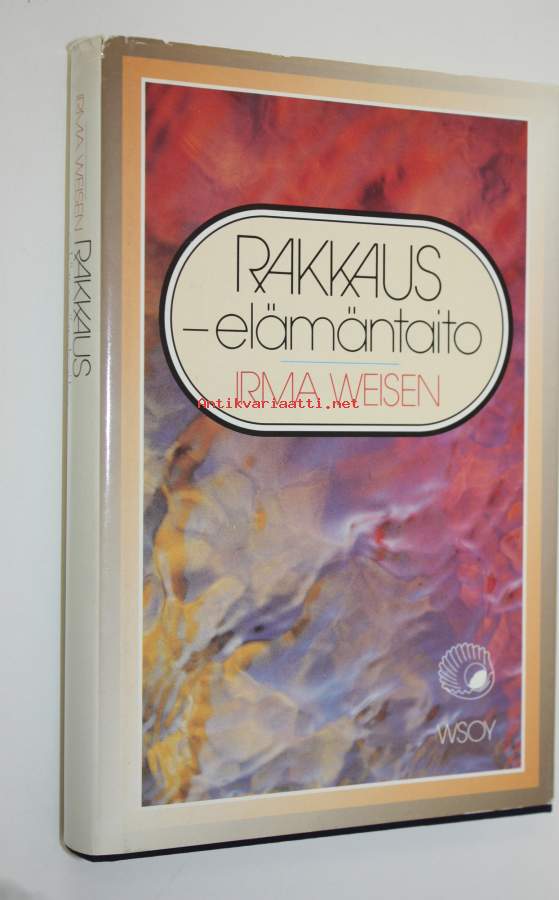 RAKKAUS
– elämäntaito
IRMA WEISEN
Antikvariaatti.net
WSOY
IRMA WEISEN RAKKAUS